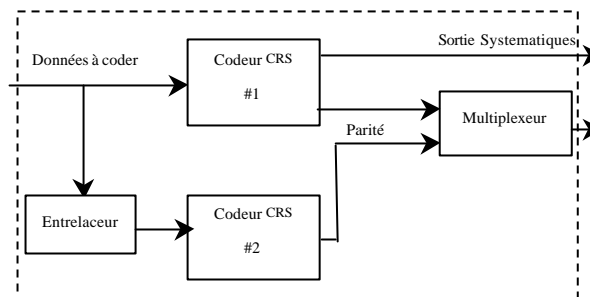 Sortie Systematiques
Données à coder
Codeur CRS
#1
Multiplexeur
Parité
Entrelaceur
Codeur CRS
#2